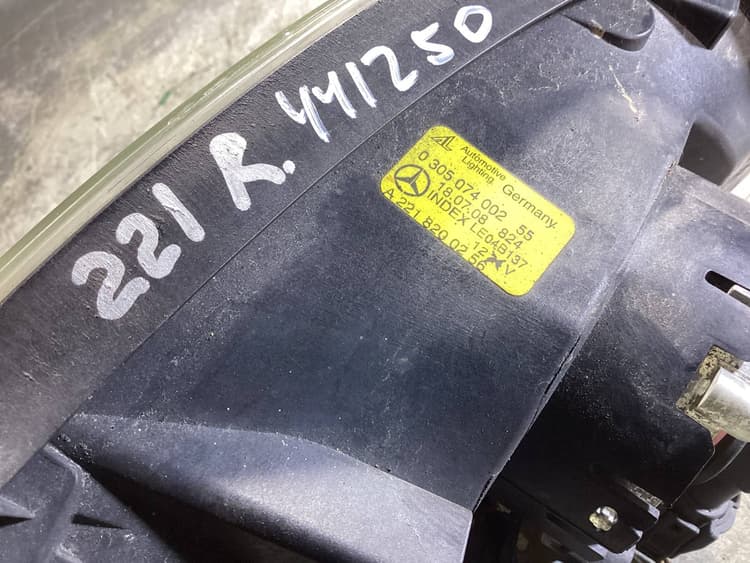 221 R. 441250
Automotive
Lighting
Germany.
0 305 074 002 55
18.07.08 824
INDEX LE04B137
12 V
A 221 820 02 56